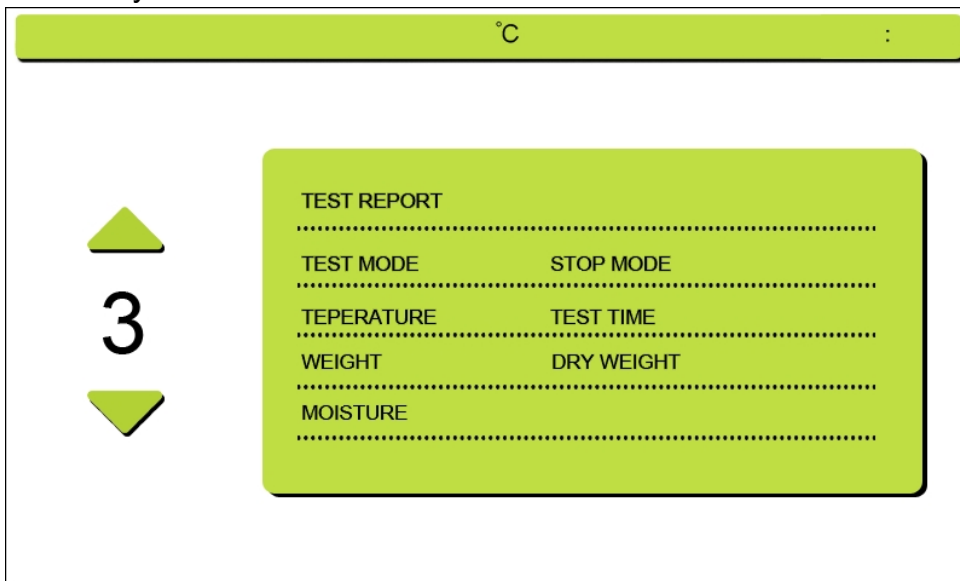 °C :
TEST REPORT
TEST MODE STOP MODE
3
TEPERATURE TEST TIME
WEIGHT DRY WEIGHT
MOISTURE